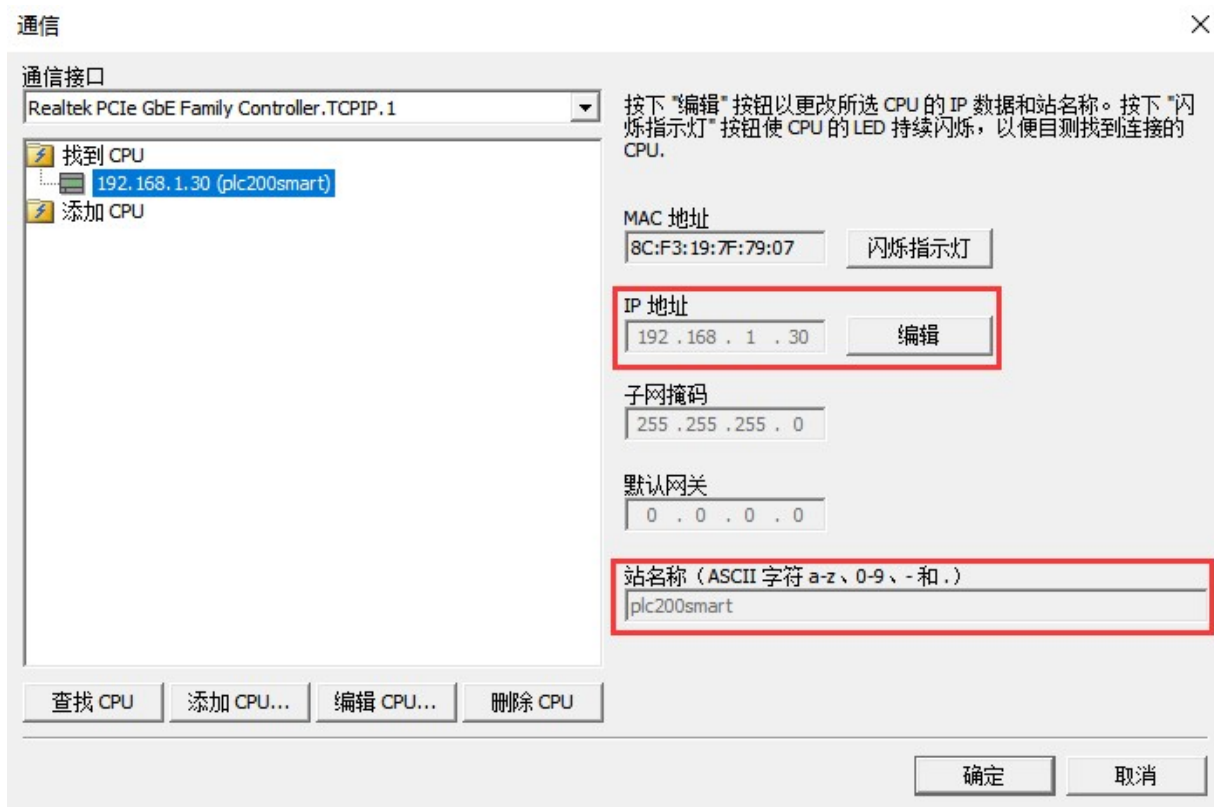 通信
通信接口
Realtek PCIe GbE Family Controller.TCPIP.1
找到 CPU
192.168.1.30 (plc200smart)
添加 CPU
查找 CPU
添加 CPU...
编辑 CPU...
删除 CPU
按下 "编辑" 按钮以更改所选 CPU 的 IP 数据和站名称。按下 "闪
烁指示灯" 按钮使 CPU 的 LED 持续闪烁，以便目测找到连接的
CPU.
MAC 地址
8C:F3:19:7F:79:07
闪烁指示灯
IP 地址
192 . 168 . 1 . 30
编辑
子网掩码
255 . 255 . 255 . 0
默认网关
0 . 0 . 0 . 0
站名称（ASCII 字符 a-z、0-9、- 和 .）
plc200smart
确定
取消